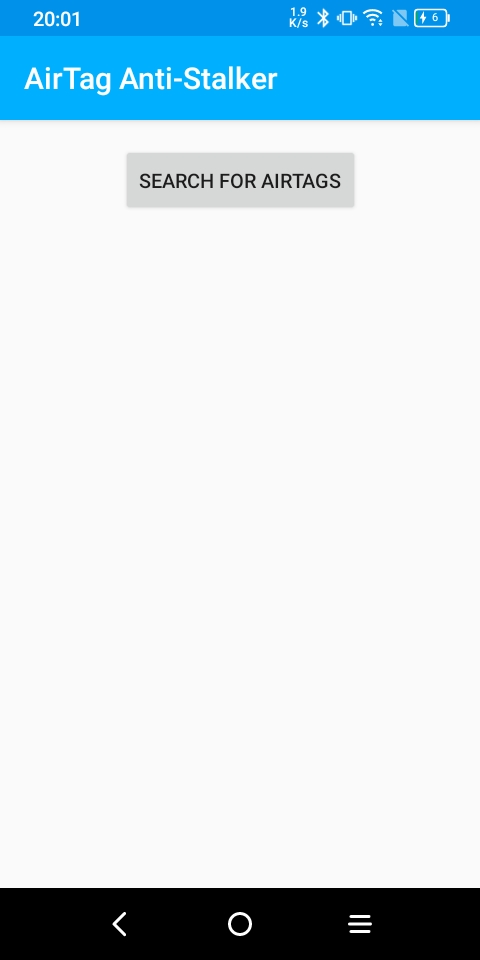 20:01
1.9
K/s
6
AirTag Anti-Stalker
SEARCH FOR AIRTAGS